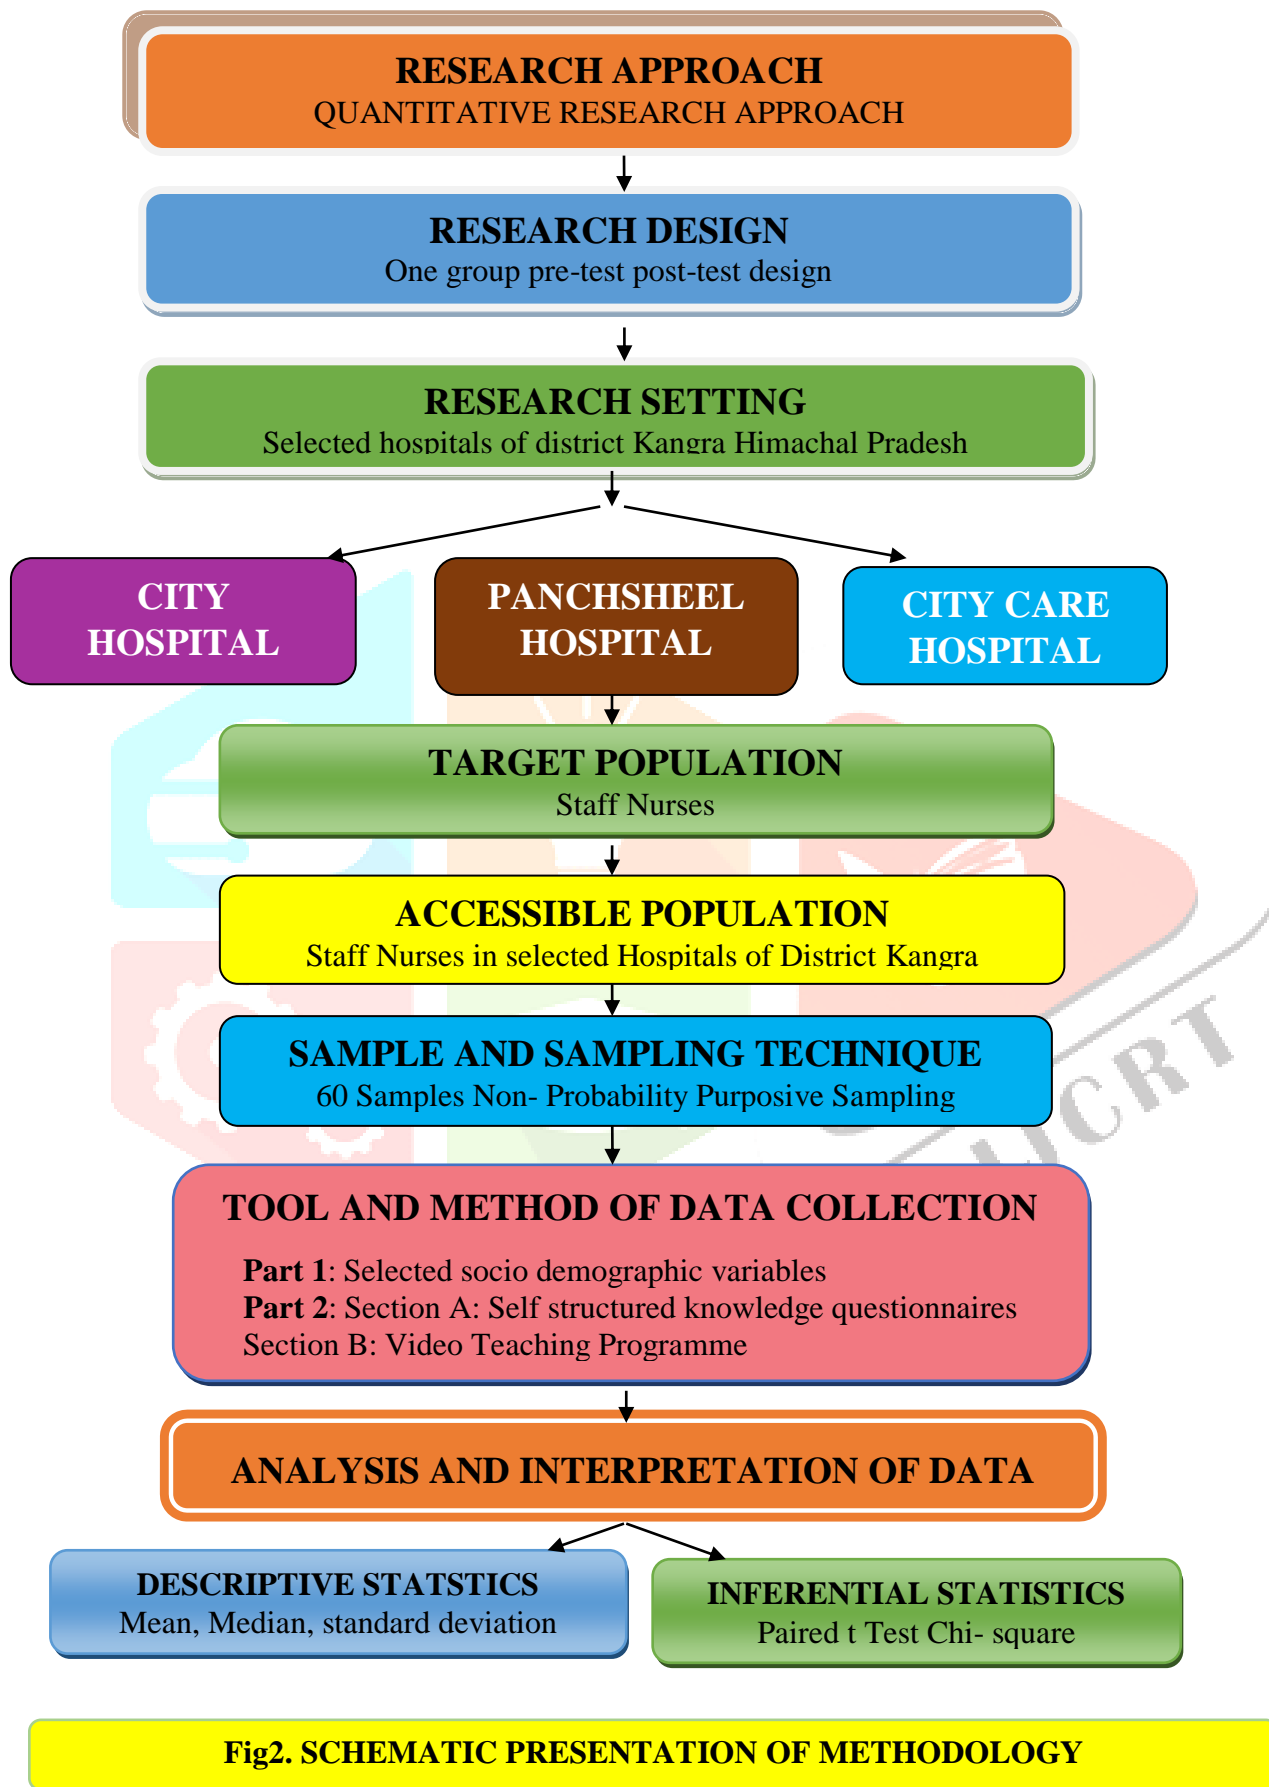 RESEARCH APPROACH
QUANTITATIVE RESEARCH APPROACH
RESEARCH DESIGN
One group pre-test post-test design
RESEARCH SETTING
Selected hospitals of district Kangra Himachal Pradesh
CITY
HOSPITAL
PANCHSHEEL
HOSPITAL
CITY CARE
HOSPITAL
TARGET POPULATION
Staff Nurses
ACCESSIBLE POPULATION
Staff Nurses in selected Hospitals of District Kangra
SAMPLE AND SAMPLING TECHNIQUE
60 Samples Non- Probability Purposive Sampling
IJCRT
TOOL AND METHOD OF DATA COLLECTION
Part 1: Selected socio demographic variables
Part 2: Section A: Self structured knowledge questionnaires
Section B: Video Teaching Programme
ANALYSIS AND INTERPRETATION OF DATA
DESCRIPTIVE STATSTICS
Mean, Median, standard deviation
INFERENTIAL STATISTICS
Paired t Test Chi- square
Fig2. SCHEMATIC PRESENTATION OF METHODOLOGY